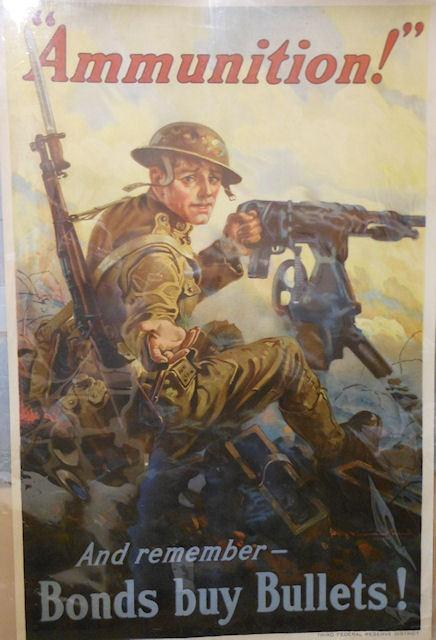 "Ammunition!"
And remember –
Bonds buy Bullets!
THIRD FEDERAL RESERVE DISTRICT